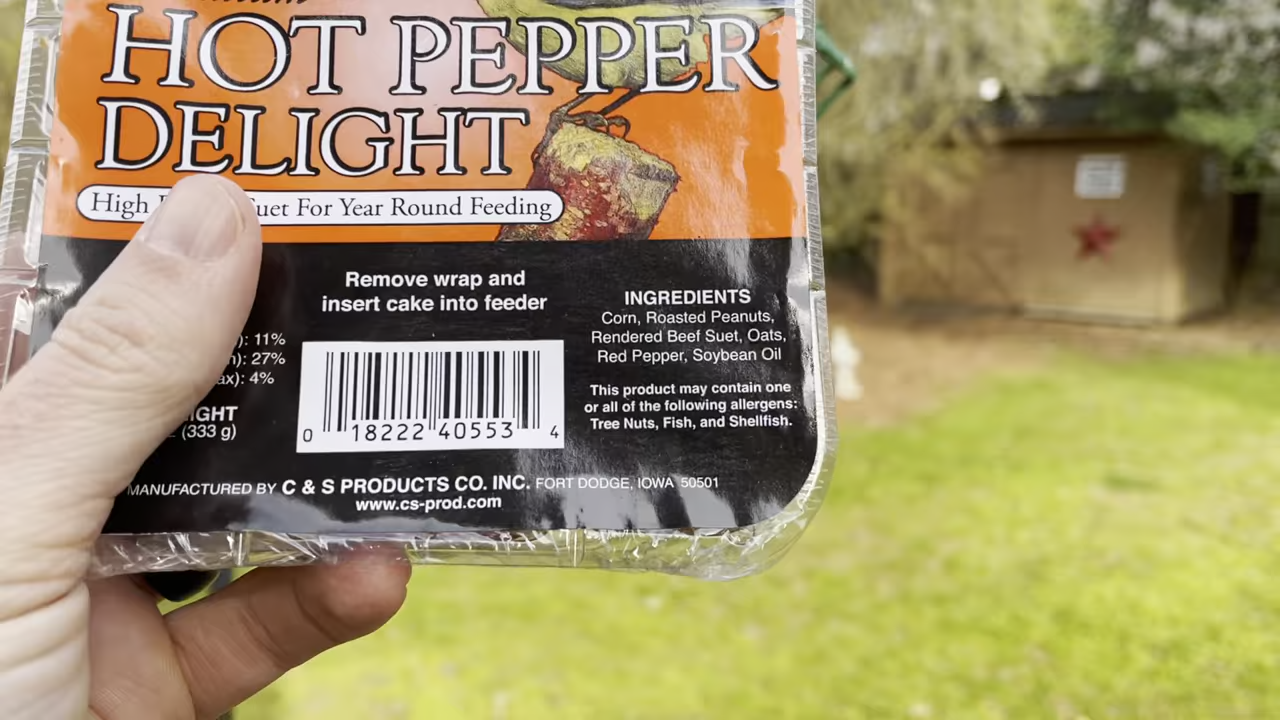 HOT PEPPER
DELIGHT
High Suet For Year Round Feeding
Remove wrap and
insert cake into feeder
: 11%
: 27%
: 4%
(333 g)
0 18222 40553 4
INGREDIENTS
Corn, Roasted Peanuts,
Rendered Beef Suet, Oats,
Red Pepper, Soybean Oil
This product may contain one
or all of the following allergens:
Tree Nuts, Fish, and Shellfish.
MANUFACTURED BY C & S PRODUCTS CO. INC. FORT DODGE, IOWA 50501
www.cs-prod.com